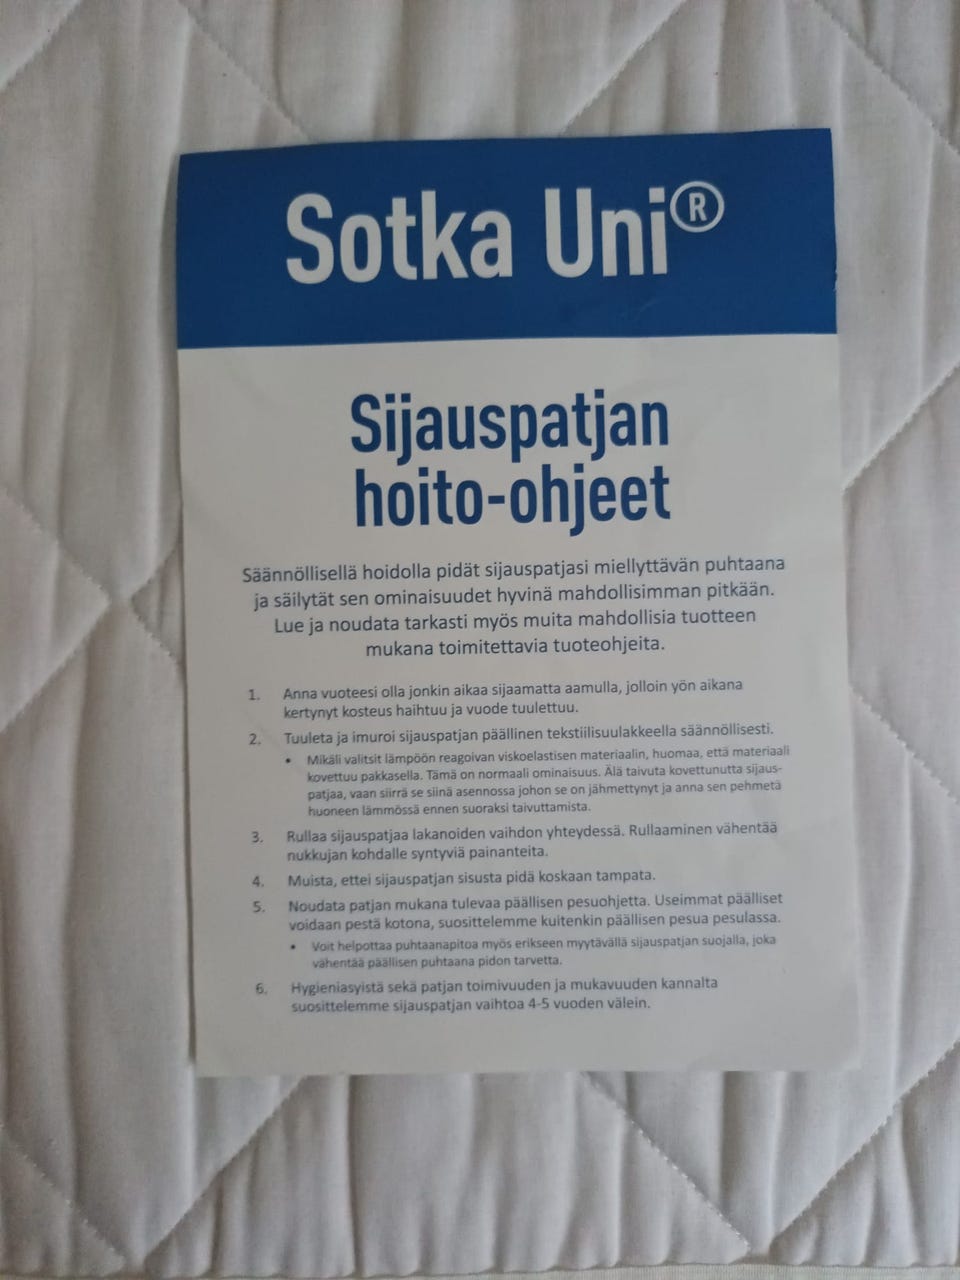 Sotka Uni®
Sijauspatjan
hoito-ohjeet
Säännöllisellä hoidolla pidät sijauspatjasi miellyttävän puhtaana
ja säilytät sen ominaisuudet hyvinä mahdollisimman pitkään.
Lue ja noudata tarkasti myös muita mahdollisia tuotteen
mukana toimitettavia tuoteohjeita.
1. Anna vuoteesi olla jonkin aikaa sijaamatta aamulla, jolloin yön aikana
kertynyt kosteus haihtuu ja vuode tuulettuu.
2. Tuuleta ja imuroi sijauspatjan päällinen tekstiilisuulakkeella säännöllisesti.
• Mikäli valitsit lämpöön reagoivan viskoelastisen materiaalin, huomaa, että materiaali
kovettuu pakkasella. Tämä on normaali ominaisuus. Älä taivuta kovettunutta sijaus-
patjaa, vaan siirrä se siinä asennossa johon se on jähmettynyt ja anna sen pehmetä
huoneen lämmössä ennen suoraksi taivuttamista.
3. Rullaa sijauspatjaa lakanoiden vaihdon yhteydessä. Rullaaminen vähentää
nukkujan kohdalle syntyviä painanteita.
4. Muista, ettei sijauspatjan sisusta pidä koskaan tampata.
5. Noudata patjan mukana tulevaa päällisen pesuohjetta. Useimmat päälliset
voidaan pestä kotona, suosittelemme kuitenkin päällisen pesua pesulassa.
• Voit helpottaa puhtaanapitoa myös erikseen myytävällä sijauspatjan suojalla, joka
vähentää päällisen puhtaana pidon tarvetta.
6. Hygieniasyistä sekä patjan toimivuuden ja mukavuuden kannalta
suosittelemme sijauspatjan vaihtoa 4-5 vuoden välein.